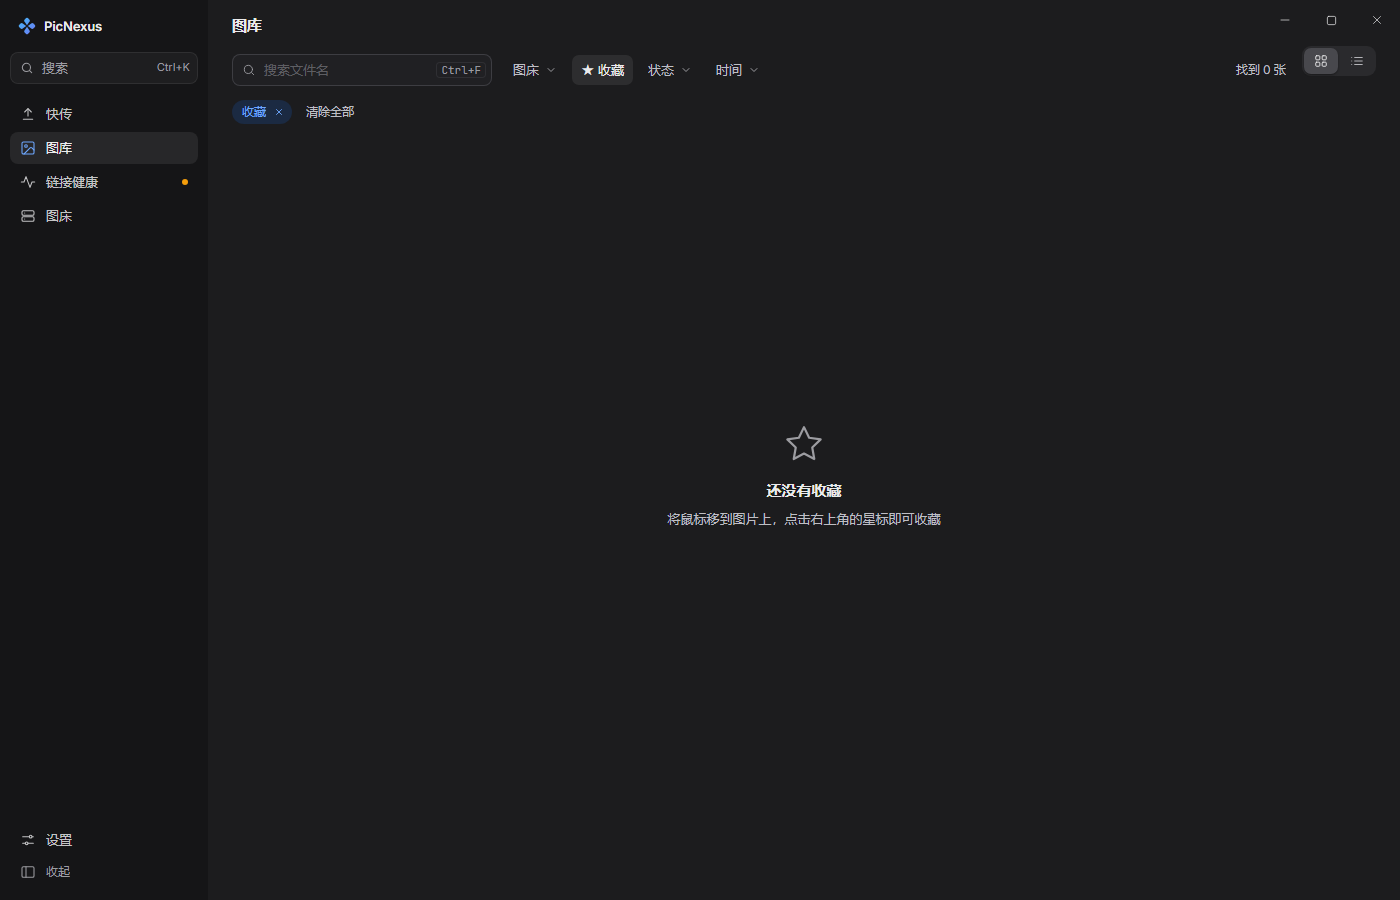 PicNexus
搜索 Ctrl+K
快传
图库
链接健康
图床
设置
收起
图库
搜索文件名 Ctrl+F
图床
★ 收藏
状态
时间
找到 0 张
收藏 ×
清除全部
还没有收藏
将鼠标移到图片上，点击右上角的星标即可收藏